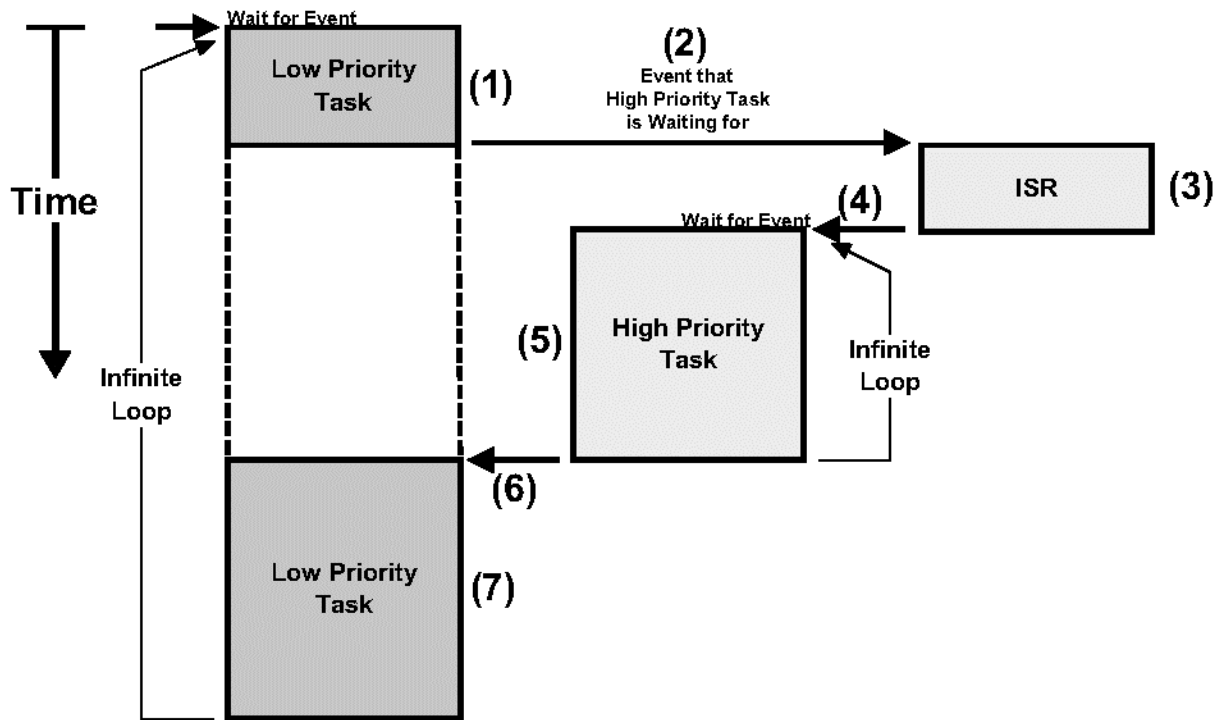 Wait for Event
Low Priority
Task
(1)
(2)
Event that
High Priority Task
is Waiting for
Time
ISR
(3)
(4)
Wait for Event
(5)
High Priority
Task
Infinite
Loop
Infinite
Loop
(6)
Low Priority
Task
(7)